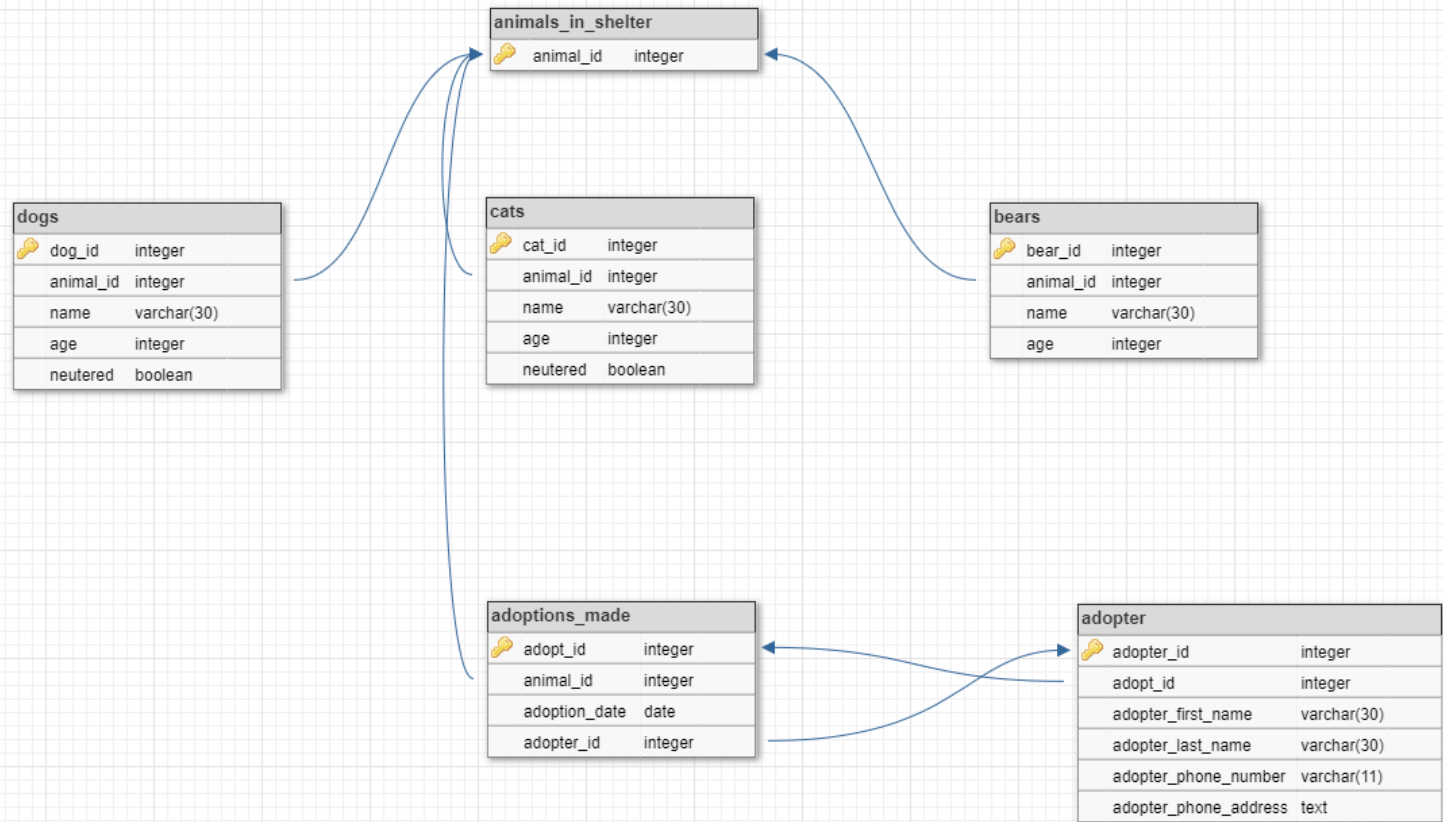 animals_in_shelter
animal_id integer
dogs
dog_id integer
animal_id integer
name varchar(30)
age integer
neutered boolean
cats
cat_id integer
animal_id integer
name varchar(30)
age integer
neutered boolean
bears
bear_id integer
animal_id integer
name varchar(30)
age integer
adoptions_made
adopt_id integer
animal_id integer
adoption_date date
adopter_id integer
adopter
adopter_id integer
adopt_id integer
adopter_first_name varchar(30)
adopter_last_name varchar(30)
adopter_phone_number varchar(11)
adopter_phone_address text